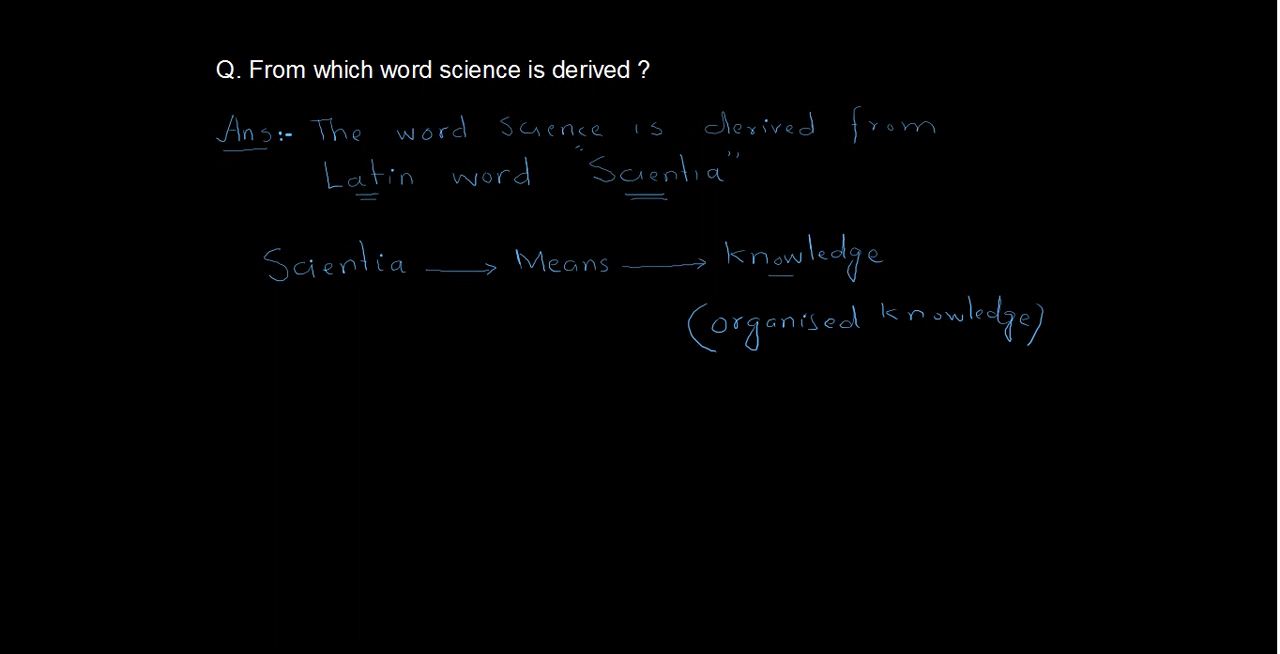 Q. From which word science is derived ?
Ans:- The word science is derived from
Latin word "Scientia"
Scientia → Means → knowledge
(organised knowledge)